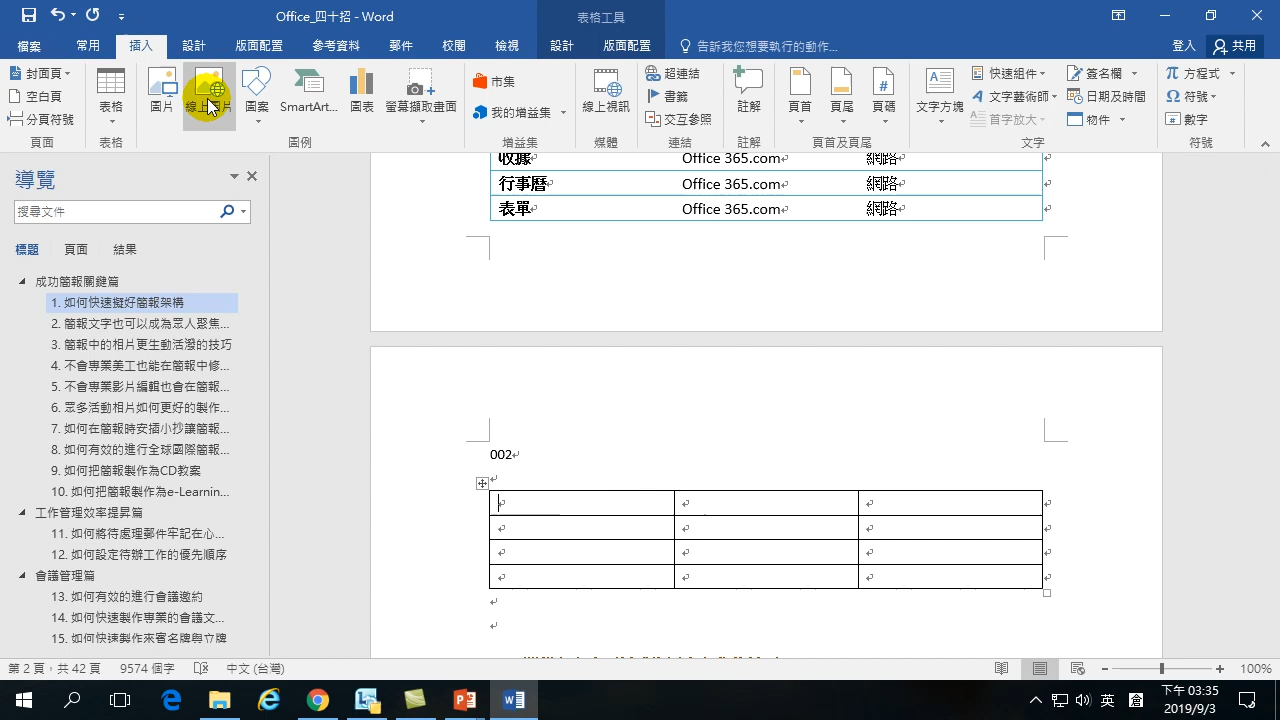 Office_四十招 - Word
表格工具
檔案 常用 插入 設計 版面配置 參考資料 郵件 校閱 檢視 設計 版面配置 告訴我您想要執行的動作... 登入 共用
封面頁
空白頁
分頁符號
頁面
表格
表格
圖片
圖案
SmartArt...
圖表
螢幕擷取畫面
圖例
市集
我的增益集
增益集
線上視訊
媒體
超連結
書籤
交互參照
連結
註解
註解
頁首
頁尾
頁碼
頁首及頁尾
文字方塊
快速組件
文字藝術師
首字放大
簽名欄
日期及時間
物件
文字
方程式
符號
數字
符號
導覽
搜尋文件
標題 頁面 結果
成功簡報關鍵篇
1. 如何快速擬好簡報架構
2. 簡報文字也可以成為眾人聚焦...
3. 簡報中的相片更生動活潑的技巧
4. 不會專業美工也能在簡報中修...
5. 不會專業影片編輯也會在簡報...
6. 眾多活動相片如何更好的製作...
7. 如何在簡報時安插小抄讓簡報...
8. 如何有效的進行全球國際簡報...
9. 如何把簡報製作為CD教案
10. 如何把簡報製作為e-Learnin...
工作管理效率提昇篇
11. 如何將待處理郵件牢記在心...
12. 如何設定待辦工作的優先順序
會議管理篇
13. 如何有效的進行會議邀約
14. 如何快速製作專業的會議文...
15. 如何快速製作來賓名牌與立牌
收據 Office 365.com 網路
行事曆 Office 365.com 網路
表單 Office 365.com 網路
002
第 2 頁，共 42 頁 9574 個字 中文 (台灣) 100%
英
下午 03:35
2019/9/3